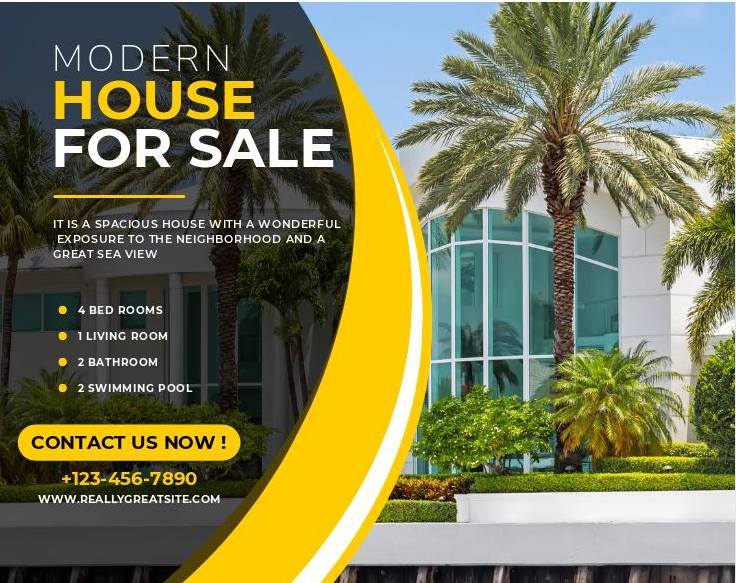 MODERN
HOUSE
FOR SALE
IT IS A SPACIOUS HOUSE WITH A WONDERFUL
EXPOSURE TO THE NEIGHBORHOOD AND A
GREAT SEA VIEW
4 BED ROOMS
1 LIVING ROOM
2 BATHROOM
2 SWIMMING POOL
CONTACT US NOW !
+123-456-7890
WWW.REALLYGREATSITE.COM